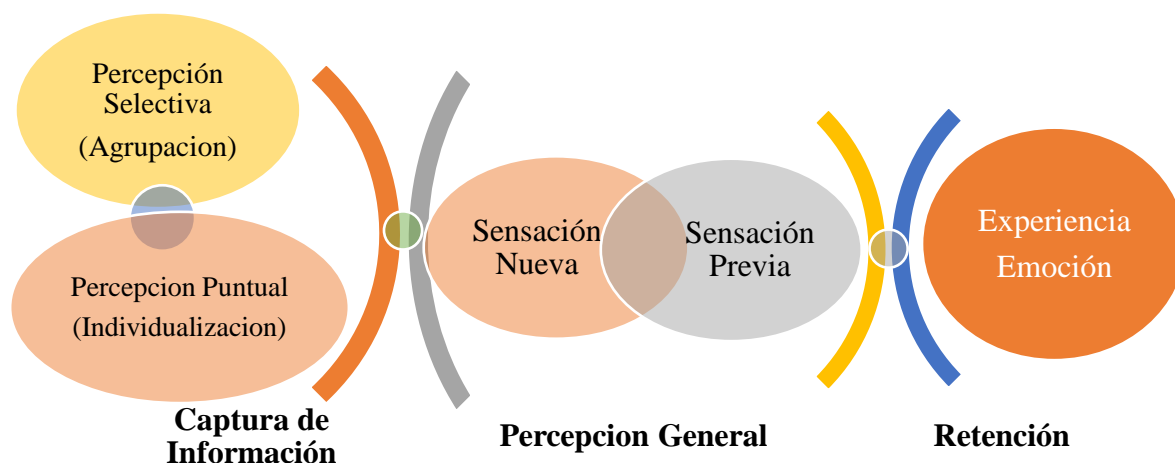 Percepción
Selectiva
(Agrupacion)
Percepcion Puntual
(Individualizacion)
Captura de
Información
Sensación
Nueva
Sensación
Previa
Percepcion General
Experiencia
Emoción
Retención